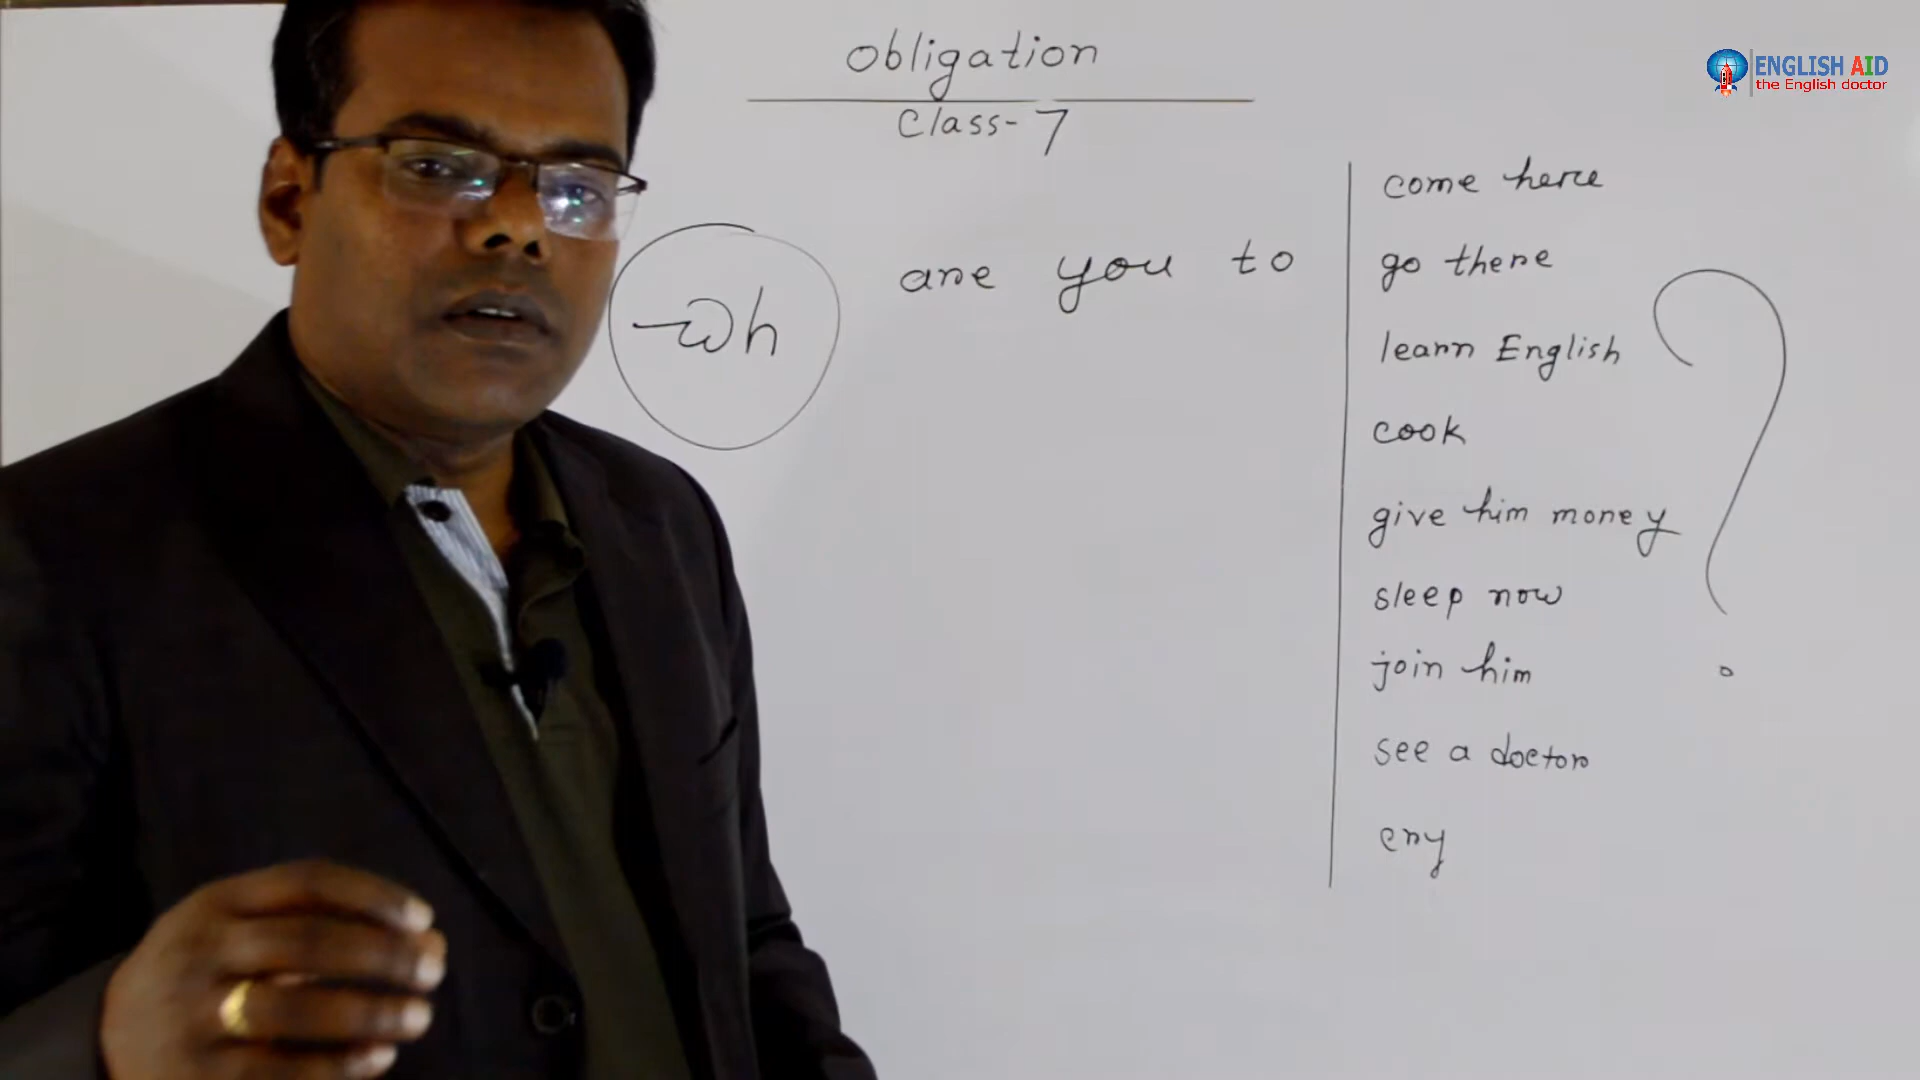 Obligation
Class-7
ENGLISH AID
the English doctor
Wh are you to
come here
go there
learn English
cook
give him money
sleep now
join him
see a doctor
cry
?